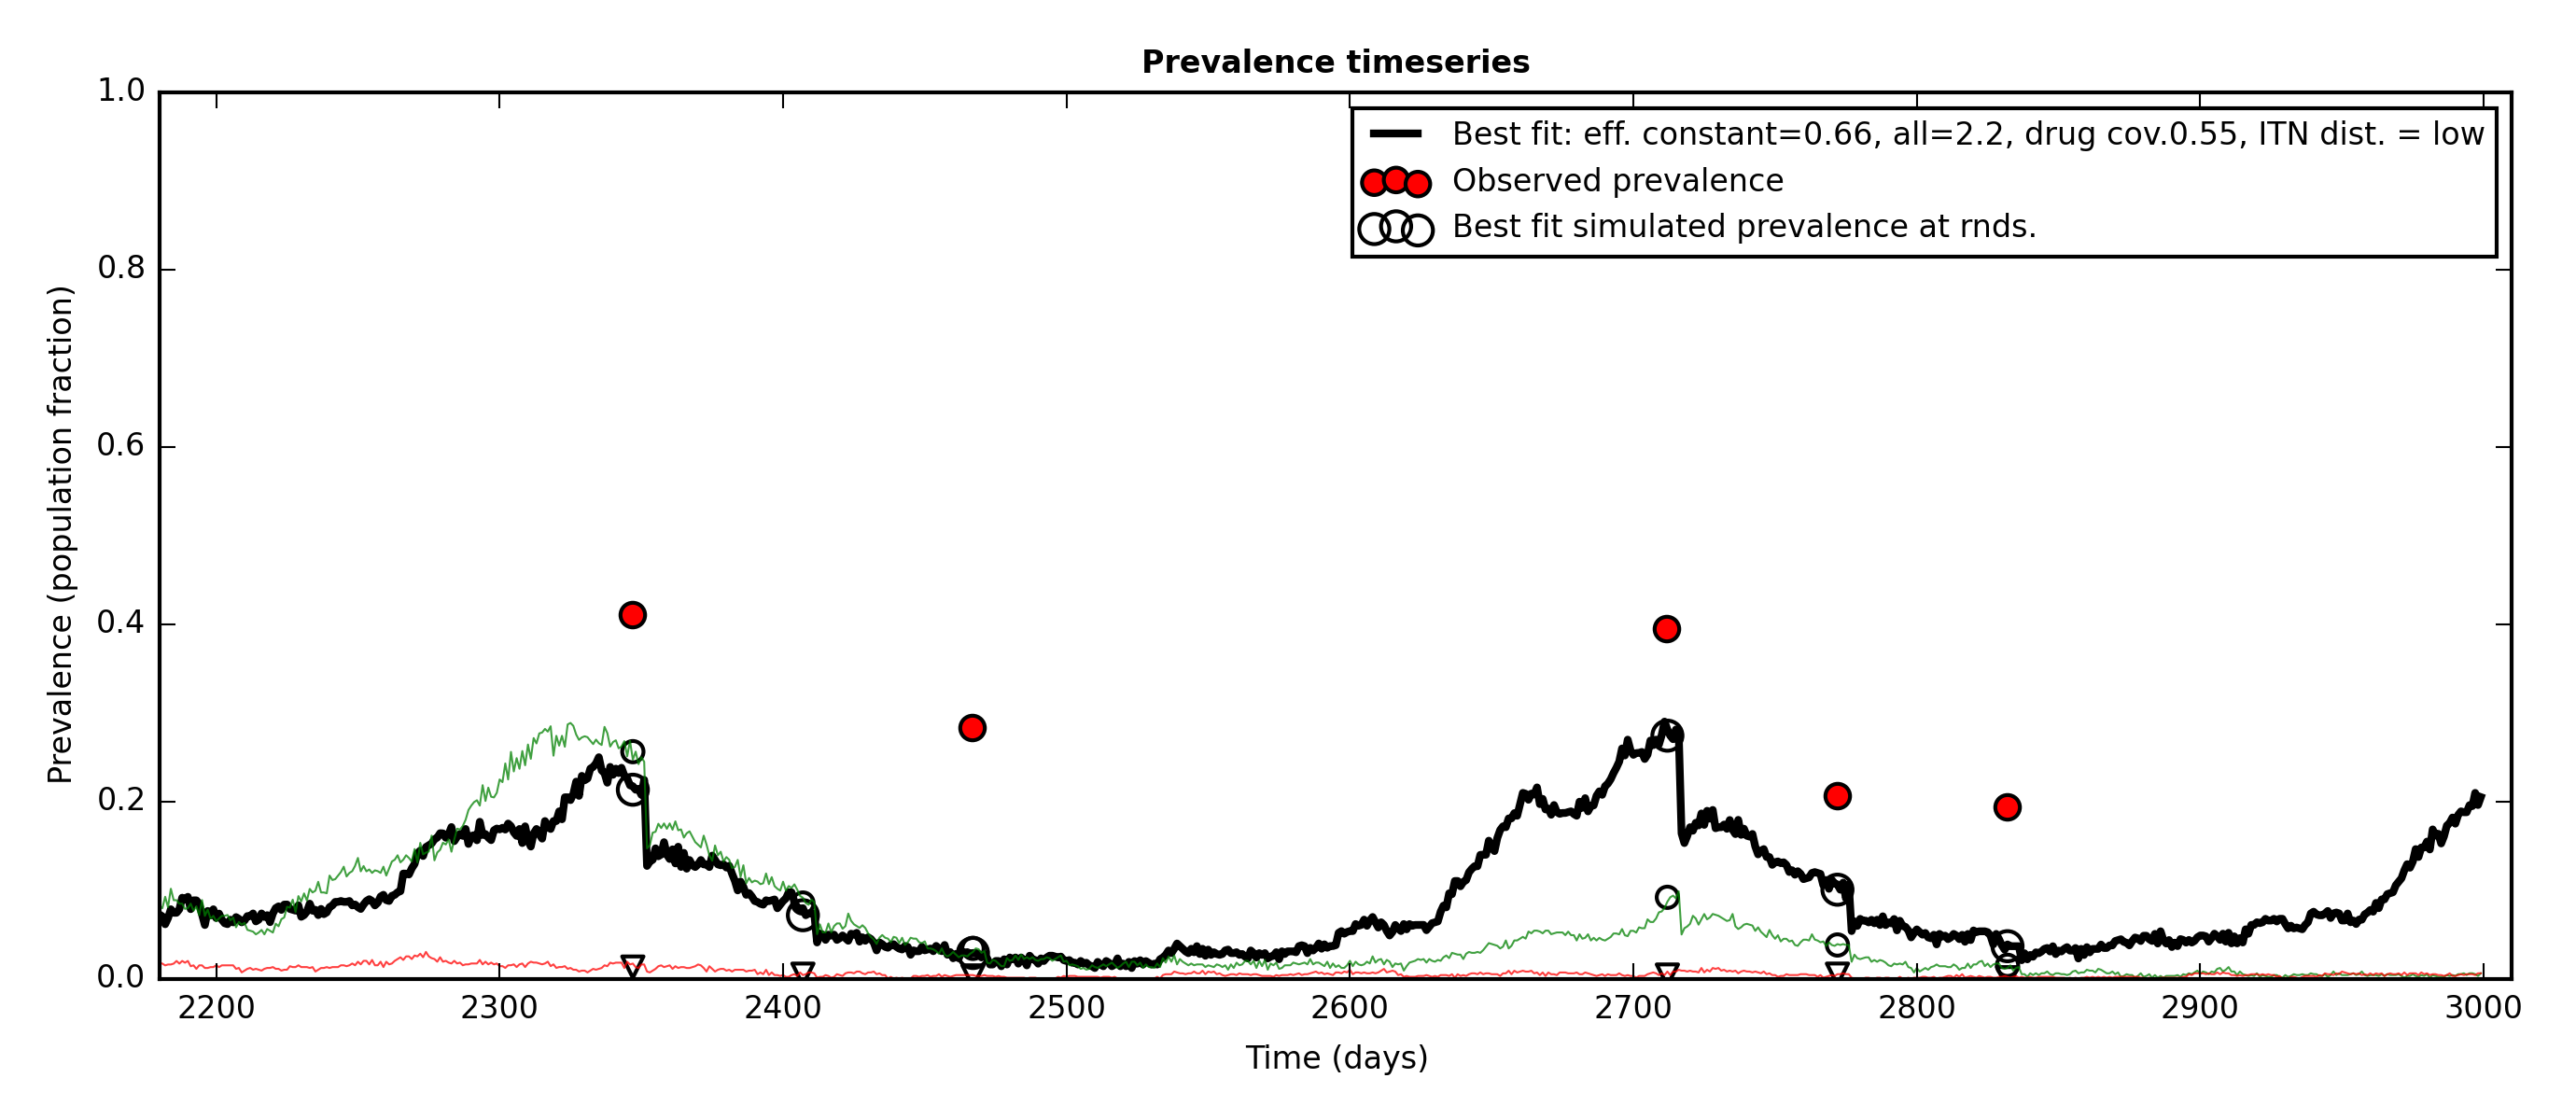 Prevalence timeseries
Best fit: eff. constant=0.66, all=2.2, drug cov.0.55, ITN dist. = low
Observed prevalence
Best fit simulated prevalence at rnds.
Prevalence (population fraction)
1.0
0.8
0.6
0.4
0.2
0.0
2200 2300 2400 2500 2600 2700 2800 2900 3000
Time (days)